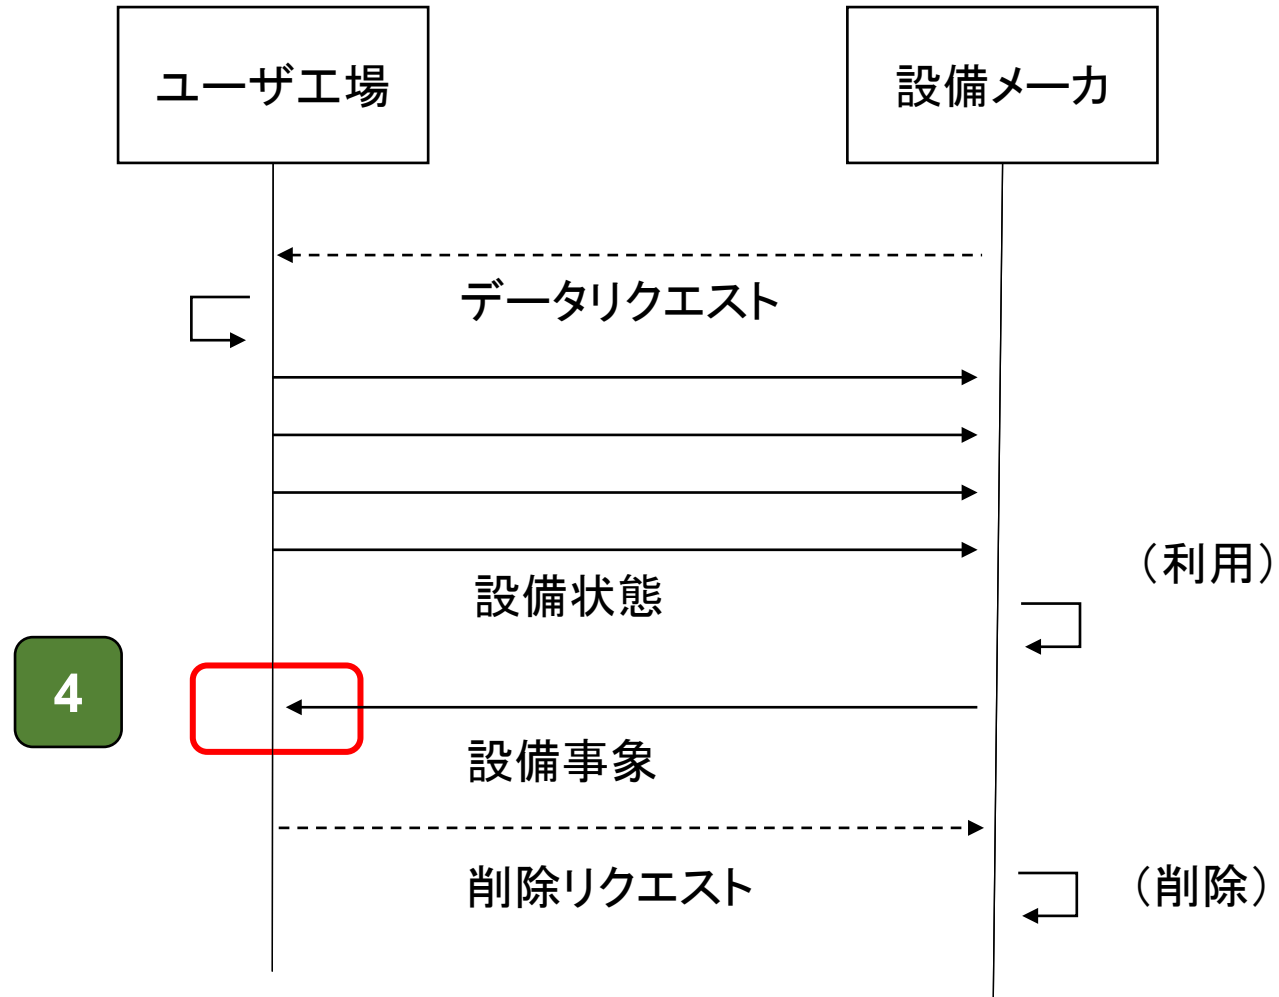 ユーザ工場
設備メーカ
データリクエスト
（利用）
設備状態
4
設備事象
削除リクエスト
（削除）